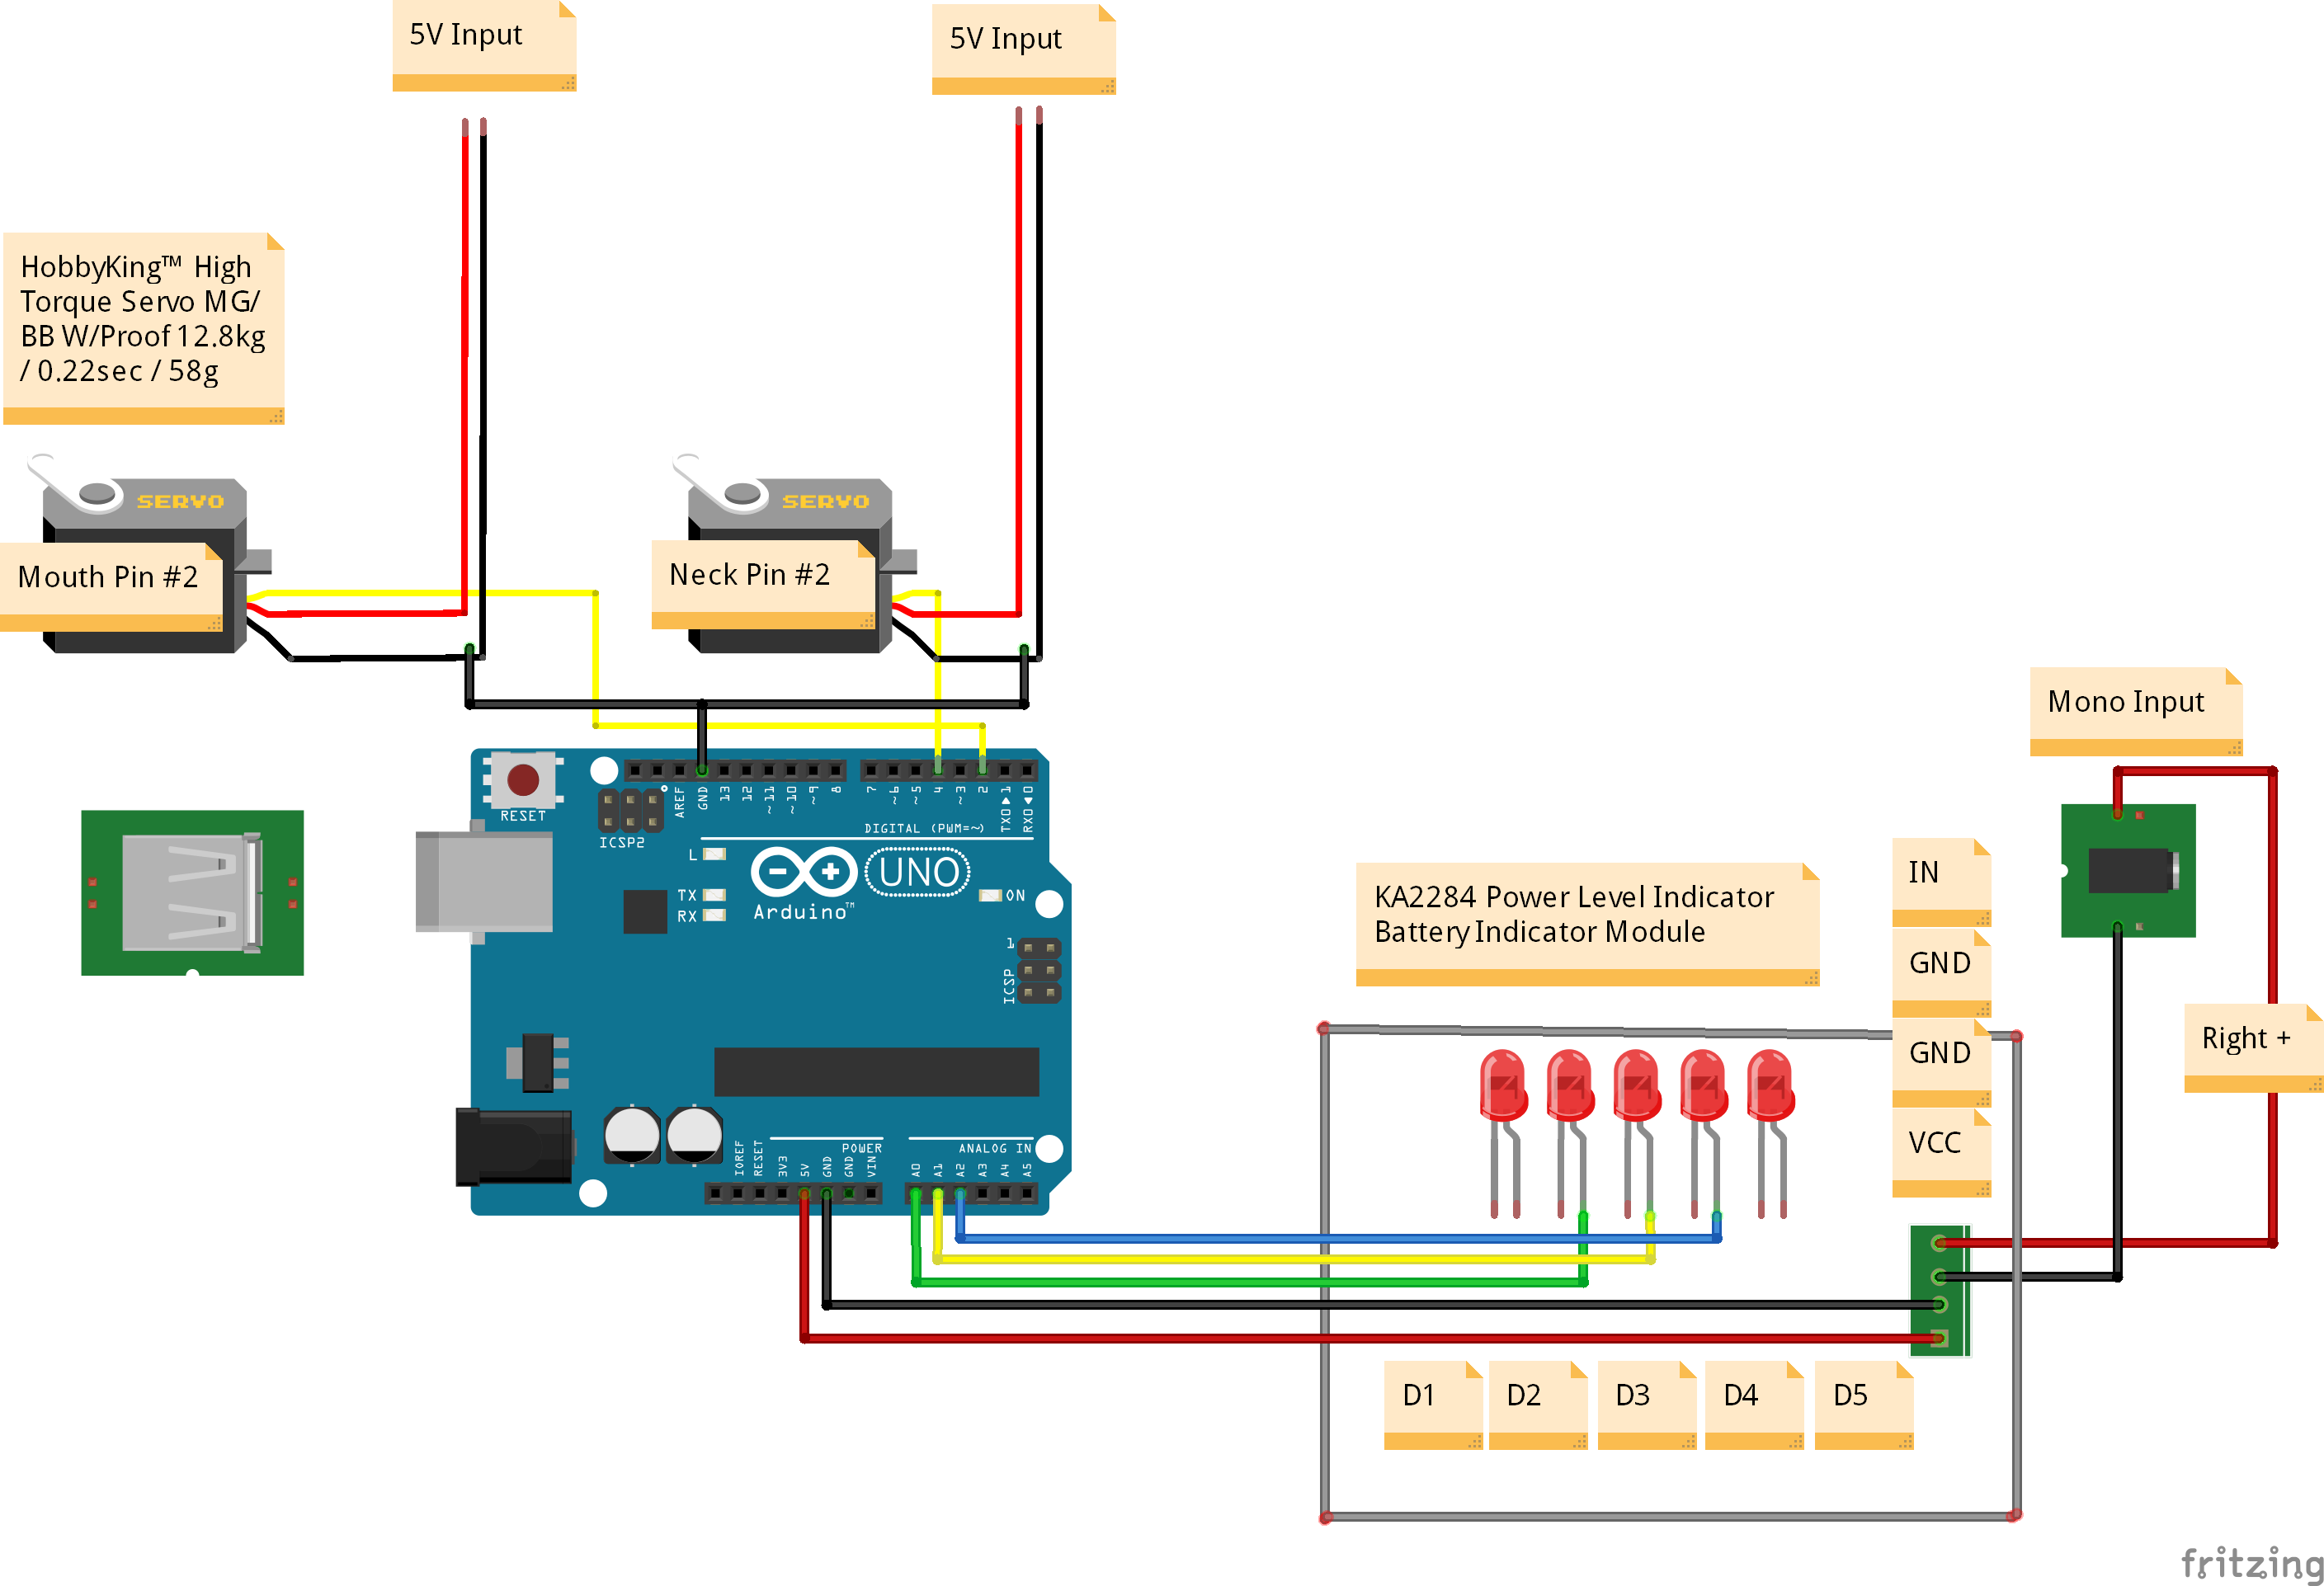 5V Input
5V Input
HobbyKing™ High
Torque Servo MG/
BB W/Proof 12.8kg
/ 0.22sec / 58g
SERVO
SERVO
Mouth Pin #2
Neck Pin #2
Mono Input
RESET
ICSP2
AREF
GND
13
12
~11
~10
~9
8
7
~6
~5
4
~3
2
TX0▶1
RX0◀0
DIGITAL (PWM=~)
L
TX
RX
Arduino™
UNO
ON
1
ICSP
KA2284 Power Level Indicator
Battery Indicator Module
IN
GND
GND
VCC
Right +
POWER
ANALOG IN
IOREF
RESET
3V3
5V
GND
GND
VIN
A0
A1
A2
A3
A4
A5
D1
D2
D3
D4
D5
fritzing